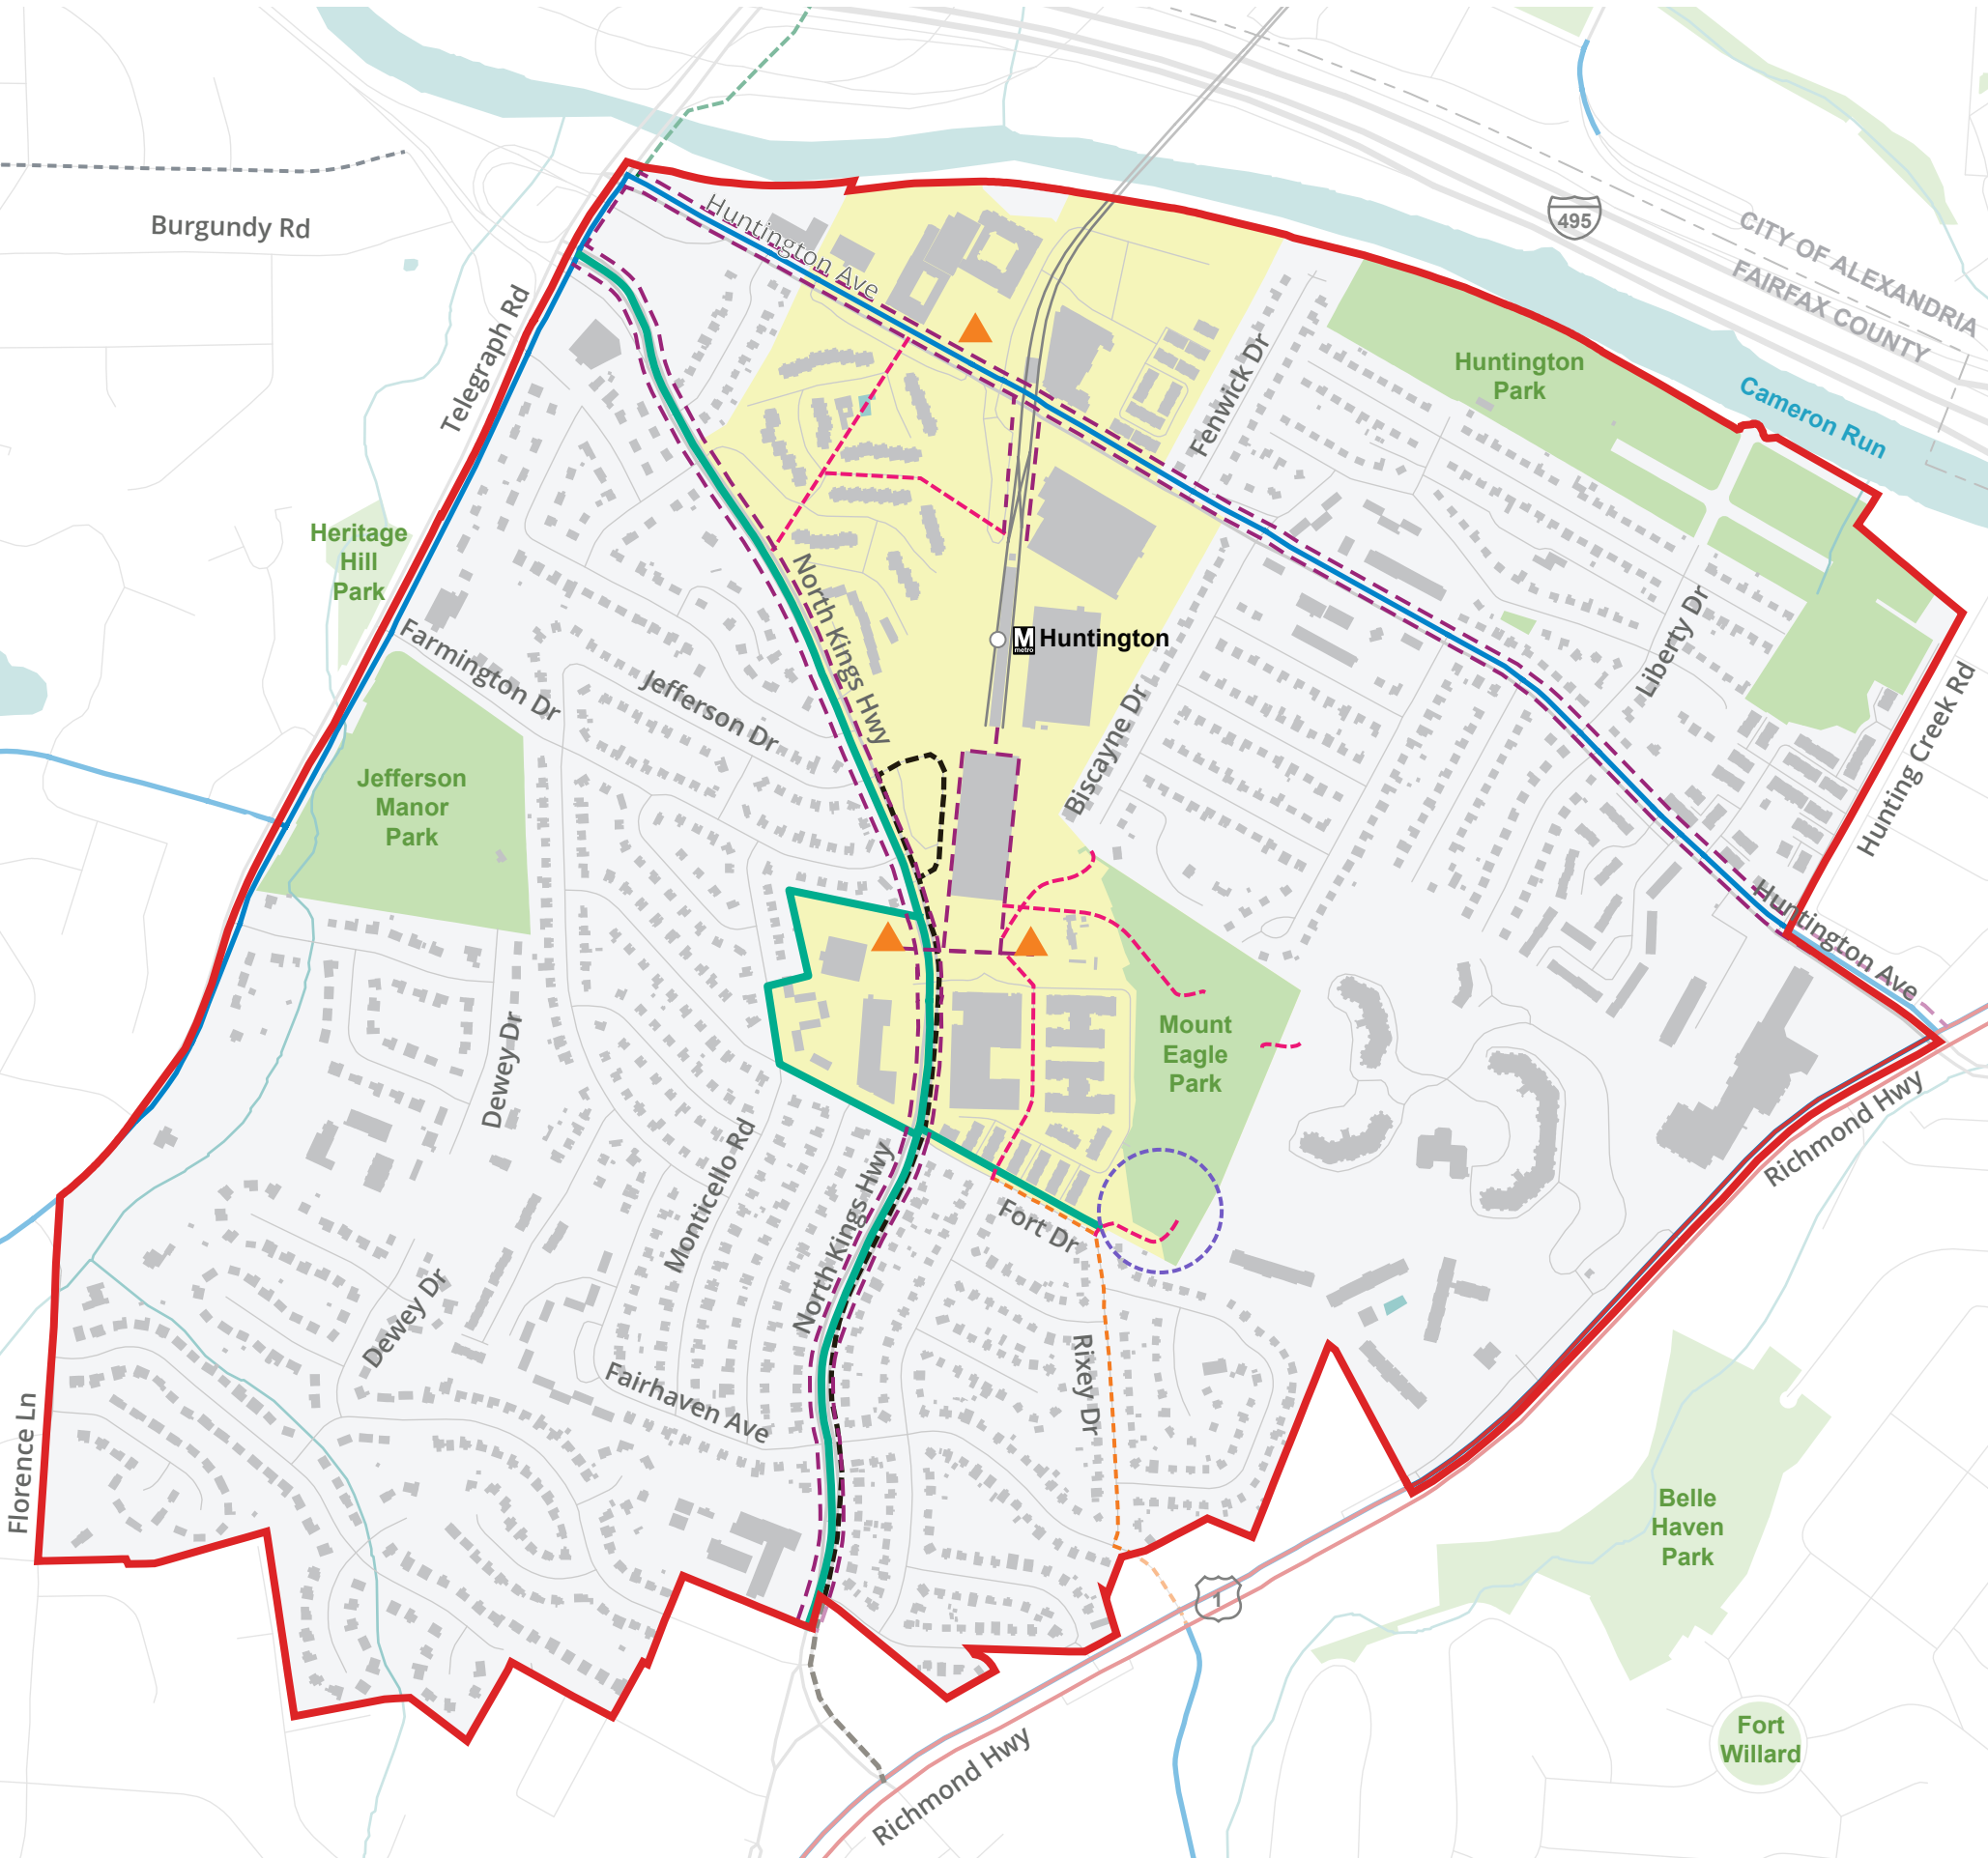 Burgundy Rd
Huntington Ave
495
CITY OF ALEXANDRIA
FAIRFAX COUNTY
Telegraph Rd
Fenwick Dr
Huntington
Park
Cameron Run
Heritage
Hill
Park
North Kings Hwy
M
metro
Huntington
Liberty Dr
Farmington Dr
Jefferson Dr
Biscayne Dr
Hunting Creek Rd
Jefferson
Manor
Park
Huntington Ave
Dewey Dr
Mount
Eagle
Park
Richmond Hwy
Monticello Rd
North Kings Hwy
Fort Dr
Dewey Dr
Fairhaven Ave
Rixey Dr
Florence Ln
Belle
Haven
Park
1
Richmond Hwy
Fort
Willard